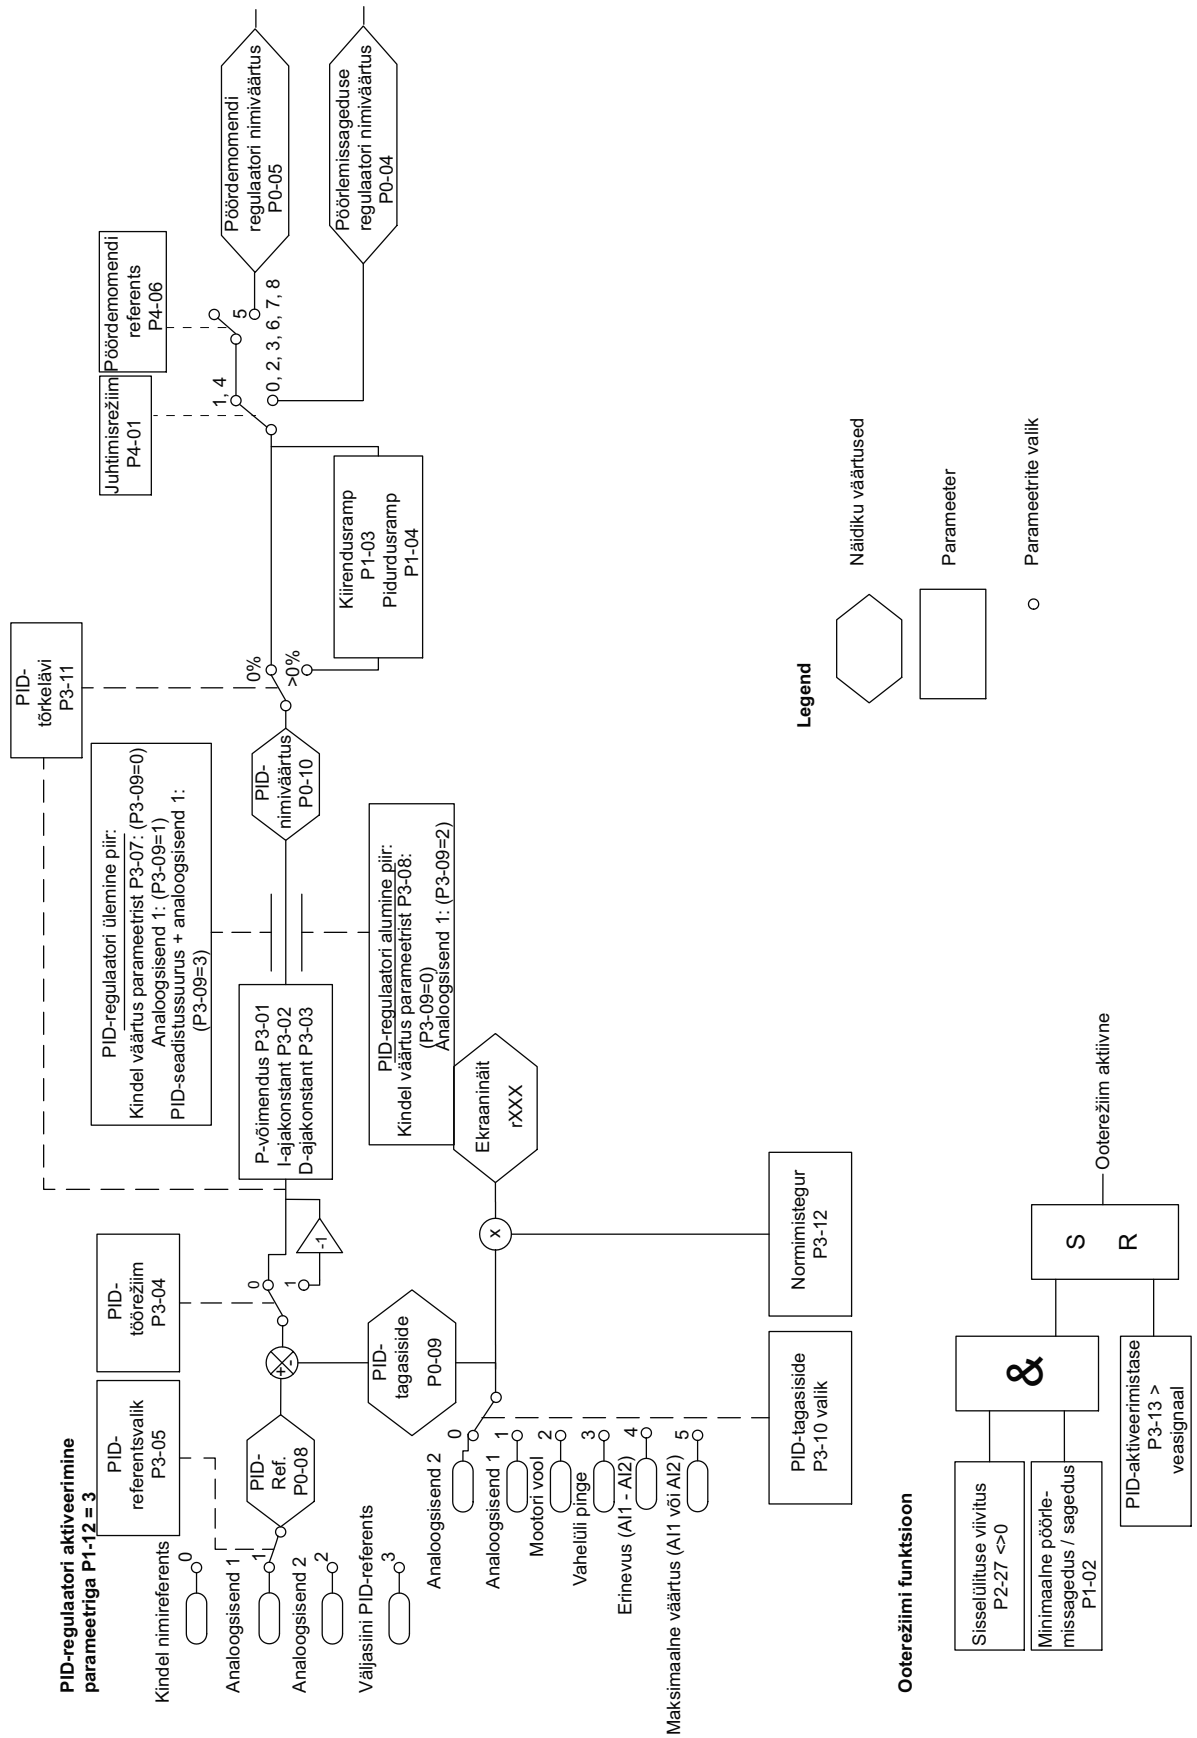 PID-regulaatori aktiveerimine
parameetriga P1-12 = 3
PID-
referentsvalik
P3-05
PID-
töörežiim
P3-04
PID-
tõrkelävi
P3-11
Juhtimisrežiim
P4-01
Pöördemomendi
referents
P4-06
PID-regulaatori ülemine piir:
Kindel väärtus parameetrist P3-07: (P3-09=0)
Analoogsisend 1: (P3-09=1)
PID-seadistussuurus + analoogsisend 1:
(P3-09=3)
Kindel nimireferents
0
Analoogsisend 1
1
Analoogsisend 2
2
Väljasiini PID-referents
3
PID-
Ref.
P0-08
+
-
0
1
-1
P-võimendus P3-01
I-ajakonstant P3-02
D-ajakonstant P3-03
PID-
nimiväärtus
P0-10
0%
>0%
Kiirendusramp
P1-03
Pidurdusramp
P1-04
1, 4
0, 2, 3, 6, 7, 8
5
Pöördemomendi
regulaatori nimiväärtus
P0-05
Pöörlemissageduse
regulaatori nimiväärtus
P0-04
PID-regulaatori alumine piir:
Kindel väärtus parameetrist P3-08:
(P3-09=0)
Analoogsisend 1: (P3-09=2)
PID-
tagasiside
P0-09
Ekraaninäit
rXXX
x
Analoogsisend 2
0
Analoogsisend 1
1
Mootori vool
2
Vahelüli pinge
3
Erinevus (AI1 - AI2)
4
Maksimaalne väärtus (AI1 või AI2)
5
PID-tagasiside
P3-10 valik
Normimistegur
P3-12
Legend
Näidiku väärtused
Parameeter
Parameetrite valik
Ooterežiimi funktsioon
Sisselülituse viivitus
P2-27 <>0
Minimaalne pöörle-
missagedus / sagedus
P1-02
&
PID-aktiveerimistase
P3-13 >
veasignaal
S
R
Ooterežiim aktiivne